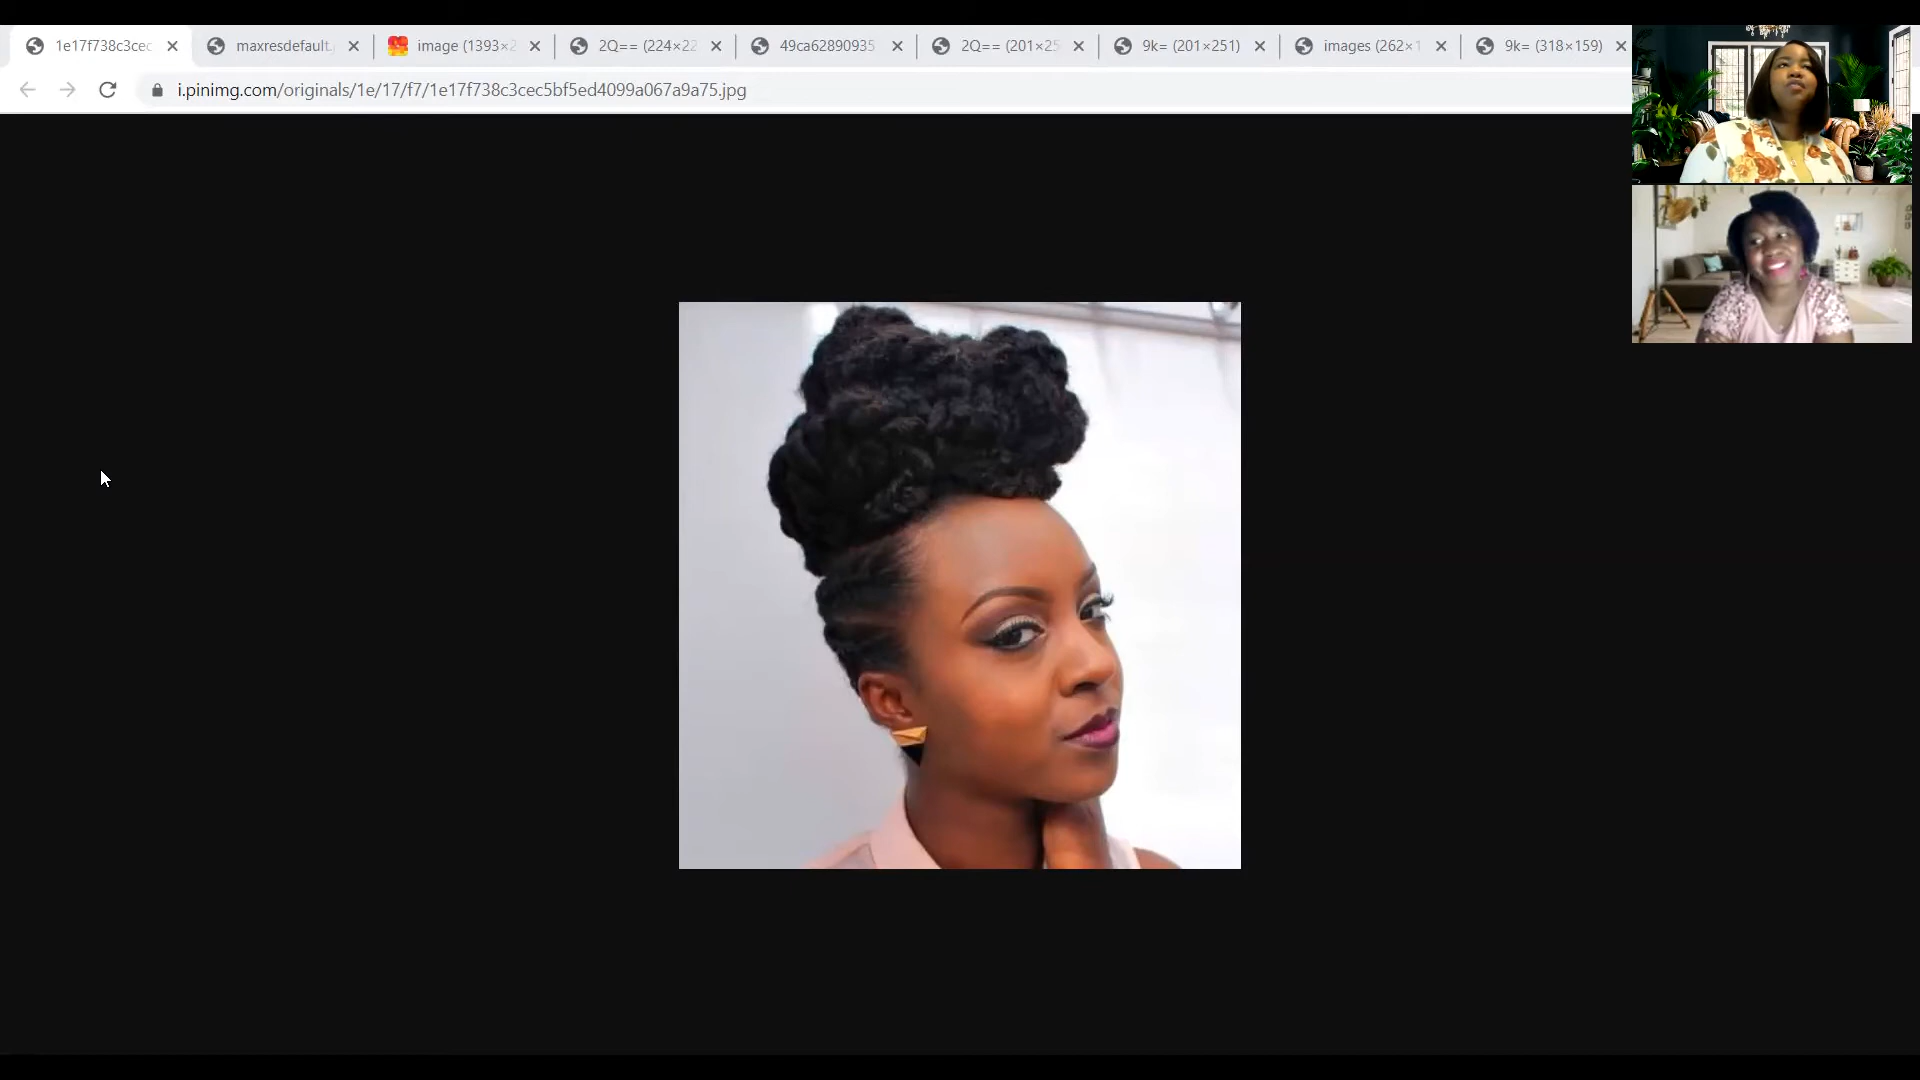 1e17f738c3cec
maxresdefault.
image (1393×2
2Q== (224×22
49ca62890935
2Q== (201×25
9k= (201×251)
images (262×1
9k= (318×159)
i.pinimg.com/originals/1e/17/f7/1e17f738c3cec5bf5ed4099a067a9a75.jpg